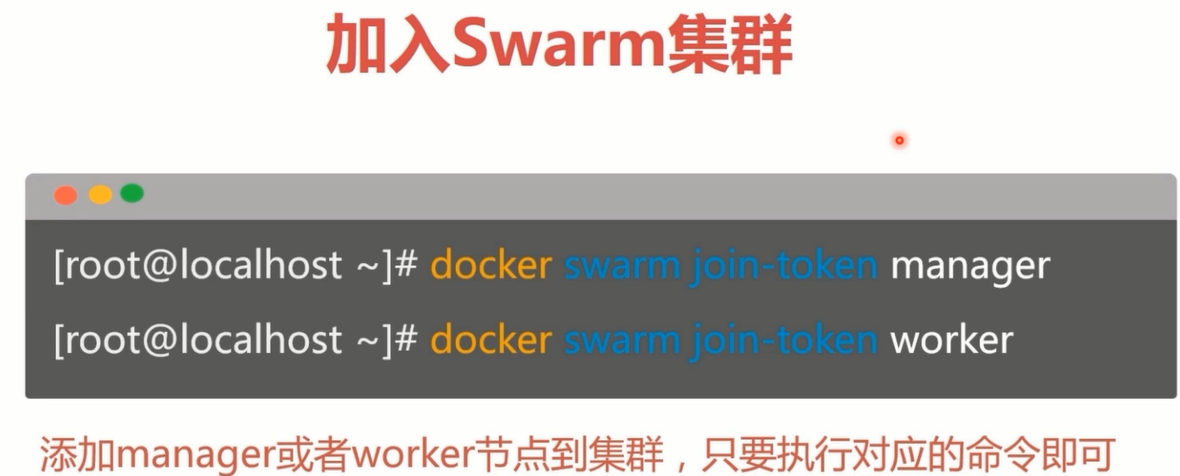 加入Swarm集群
[root@localhost ~]# docker swarm join-token manager
[root@localhost ~]# docker swarm join-token worker
添加manager或者worker节点到集群，只要执行对应的命令即可